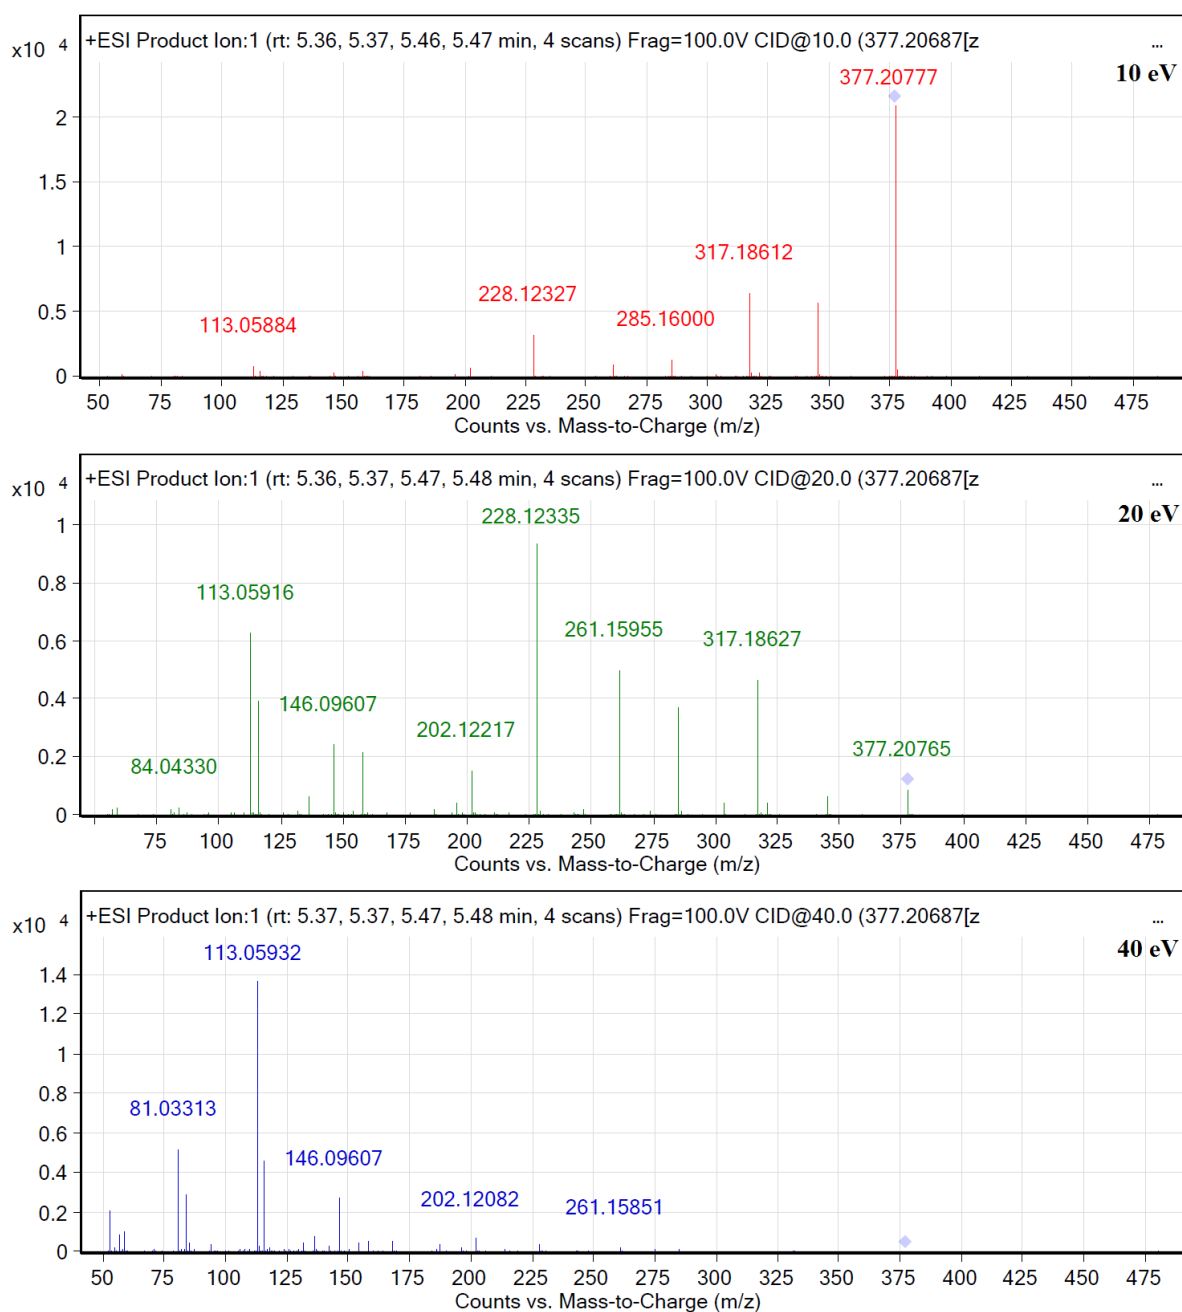 x10 4
+ESI Product Ion:1 (rt: 5.36, 5.37, 5.46, 5.47 min, 4 scans) Frag=100.0V CID@10.0 (377.20687[z ...
10 eV
377.20777
2
1.5
317.18612
1
228.12327
285.16000
113.05884
0.5
0
50 75 100 125 150 175 200 225 250 275 300 325 350 375 400 425 450 475
Counts vs. Mass-to-Charge (m/z)
x10 4
+ESI Product Ion:1 (rt: 5.36, 5.37, 5.47, 5.48 min, 4 scans) Frag=100.0V CID@20.0 (377.20687[z ...
20 eV
228.12335
1
113.05916
0.8
261.15955
317.18627
0.6
146.09607
0.4
202.12217
377.20765
84.04330
0.2
0
75 100 125 150 175 200 225 250 275 300 325 350 375 400 425 450 475
Counts vs. Mass-to-Charge (m/z)
x10 4
+ESI Product Ion:1 (rt: 5.37, 5.37, 5.47, 5.48 min, 4 scans) Frag=100.0V CID@40.0 (377.20687[z ...
40 eV
113.05932
1.4
1.2
1
0.8
81.03313
0.6
146.09607
0.4
202.12082
261.15851
0.2
0
50 75 100 125 150 175 200 225 250 275 300 325 350 375 400 425 450 475
Counts vs. Mass-to-Charge (m/z)